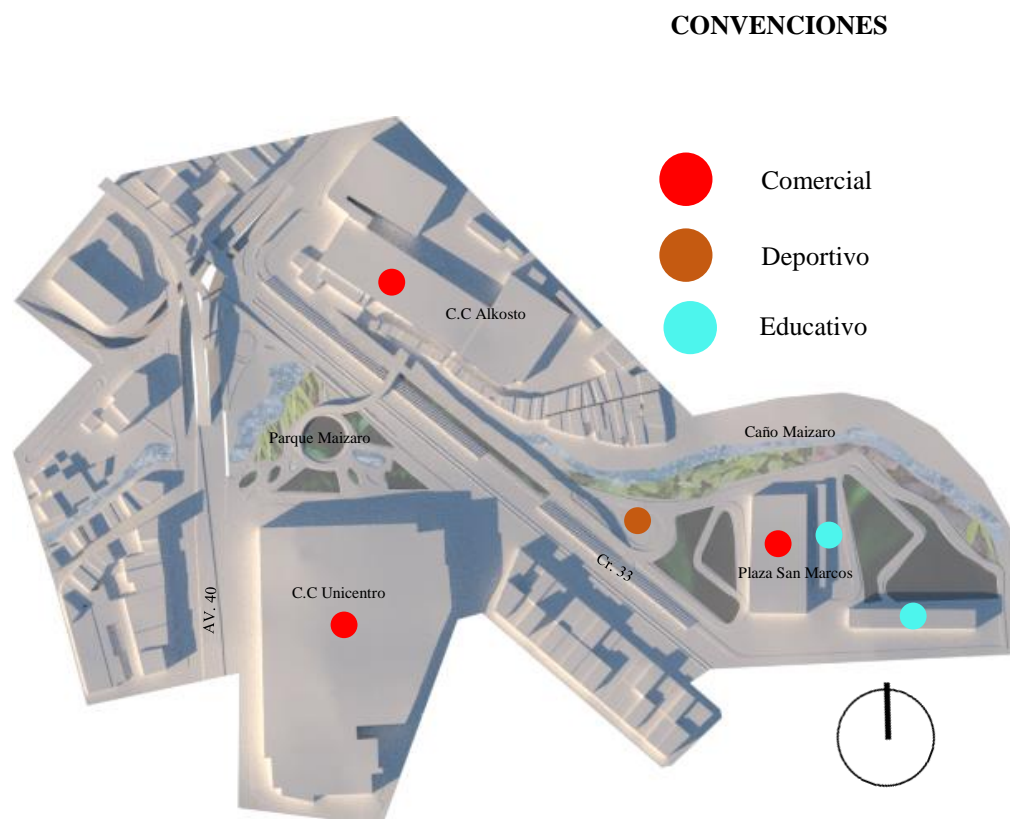 CONVENCIONES
Comercial
Deportivo
Educativo
C.C Alkosto
Parque Maizaro
Caño Maizaro
Cr. 33
Plaza San Marcos
C.C Unicentro
AV. 40